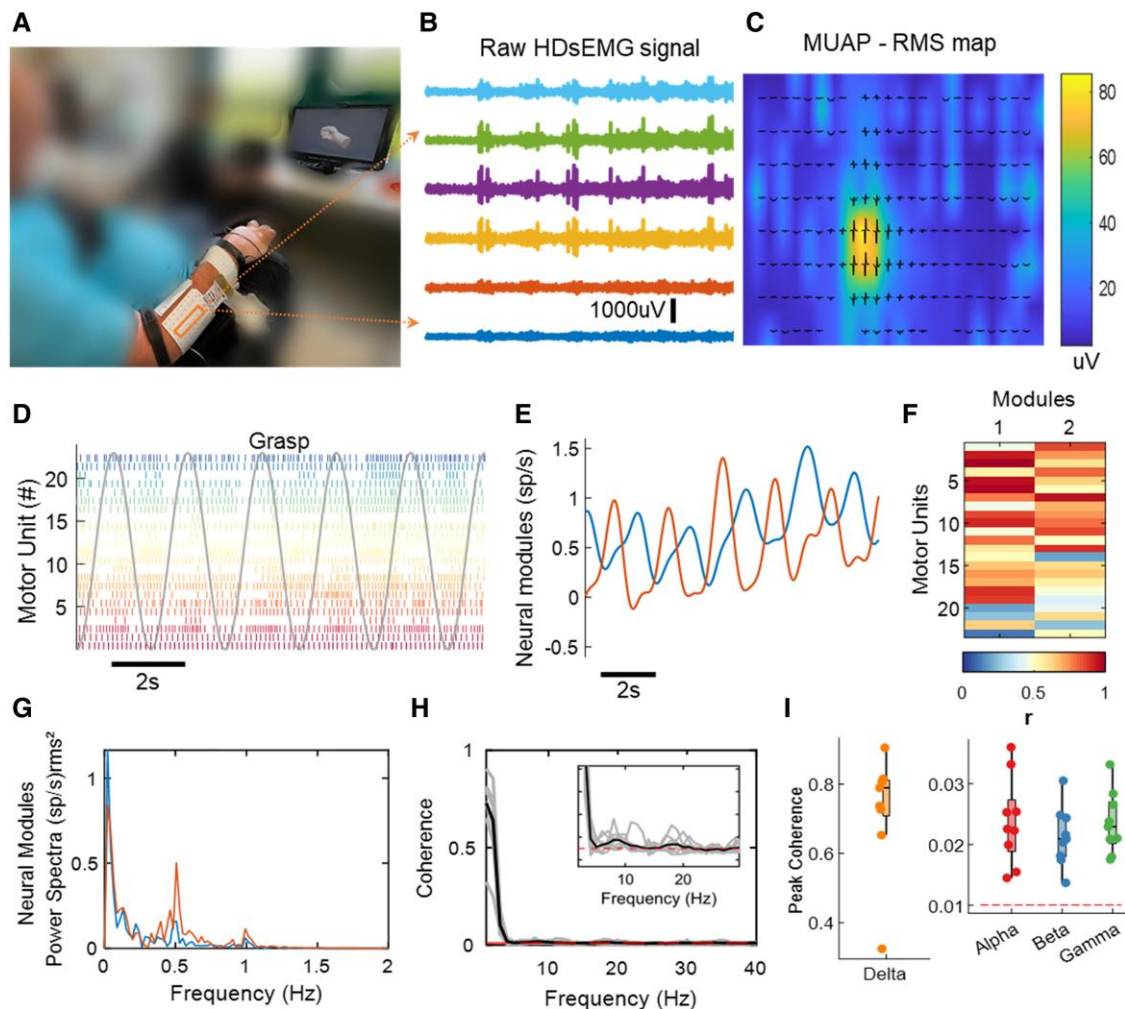 A
B
Raw HDsEMG signal
1000uV
C
MUAP - RMS map
80
60
40
20
uV
D
Grasp
Motor Unit (#)
20
15
10
5
2s
E
Neural modules (sp/s)
1.5
1
0.5
0
-0.5
2s
F
Modules
1 2
Motor Units
5
10
15
20
0 0.5 1
r
G
Neural Modules
Power Spectra (sp/s)rms²
1
0.5
0
0 0.5 1 1.5 2
Frequency (Hz)
H
Coherence
1
0.5
0
10 20 30 40
Frequency (Hz)
10 20
Frequency (Hz)
I
Peak Coherence
0.8
0.6
0.4
Delta
0.03
0.02
0.01
Alpha
Beta
Gamma